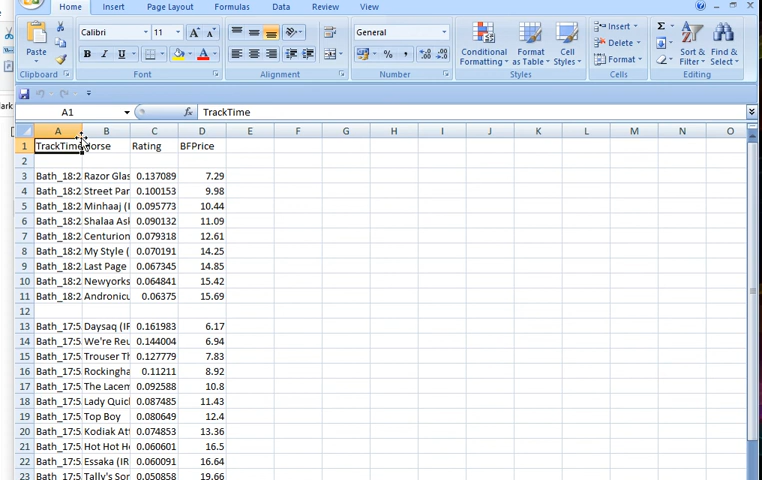 Home Insert Page Layout Formulas Data Review View
Paste
Calibri 11 A A General Insert Σ
B I U A % , Delete
Conditional Formatting Format as Table Cell Styles Format Sort & Filter Find & Select
Clipboard Font Alignment Number Styles Cells Editing
A1 fx TrackTime
A B C D E F G H I J K L M N O
1 TrackTime Horse Rating BFPrice
2
3 Bath_18:2 Razor Glas 0.137089 7.29
4 Bath_18:2 Street Par 0.100153 9.98
5 Bath_18:2 Minhaaj (I 0.095773 10.44
6 Bath_18:2 Shalaa Ask 0.090132 11.09
7 Bath_18:2 Centurion 0.079318 12.61
8 Bath_18:2 My Style ( 0.070191 14.25
9 Bath_18:2 Last Page 0.067345 14.85
10 Bath_18:2 Newyorks 0.064841 15.42
11 Bath_18:2 Andronicu 0.06375 15.69
12
13 Bath_17:5 Daysaq (IR 0.161983 6.17
14 Bath_17:5 We're Reu 0.144004 6.94
15 Bath_17:5 Trouser Th 0.127779 7.83
16 Bath_17:5 Rockingha 0.11211 8.92
17 Bath_17:5 The Lacem 0.092588 10.8
18 Bath_17:5 Lady Quic 0.087485 11.43
19 Bath_17:5 Top Boy 0.080649 12.4
20 Bath_17:5 Kodiak Att 0.074853 13.36
21 Bath_17:5 Hot Hot H 0.060601 16.5
22 Bath_17:5 Essaka (IR 0.060091 16.64
23 Bath_17:5 Tally's Son 0.050858 19.66